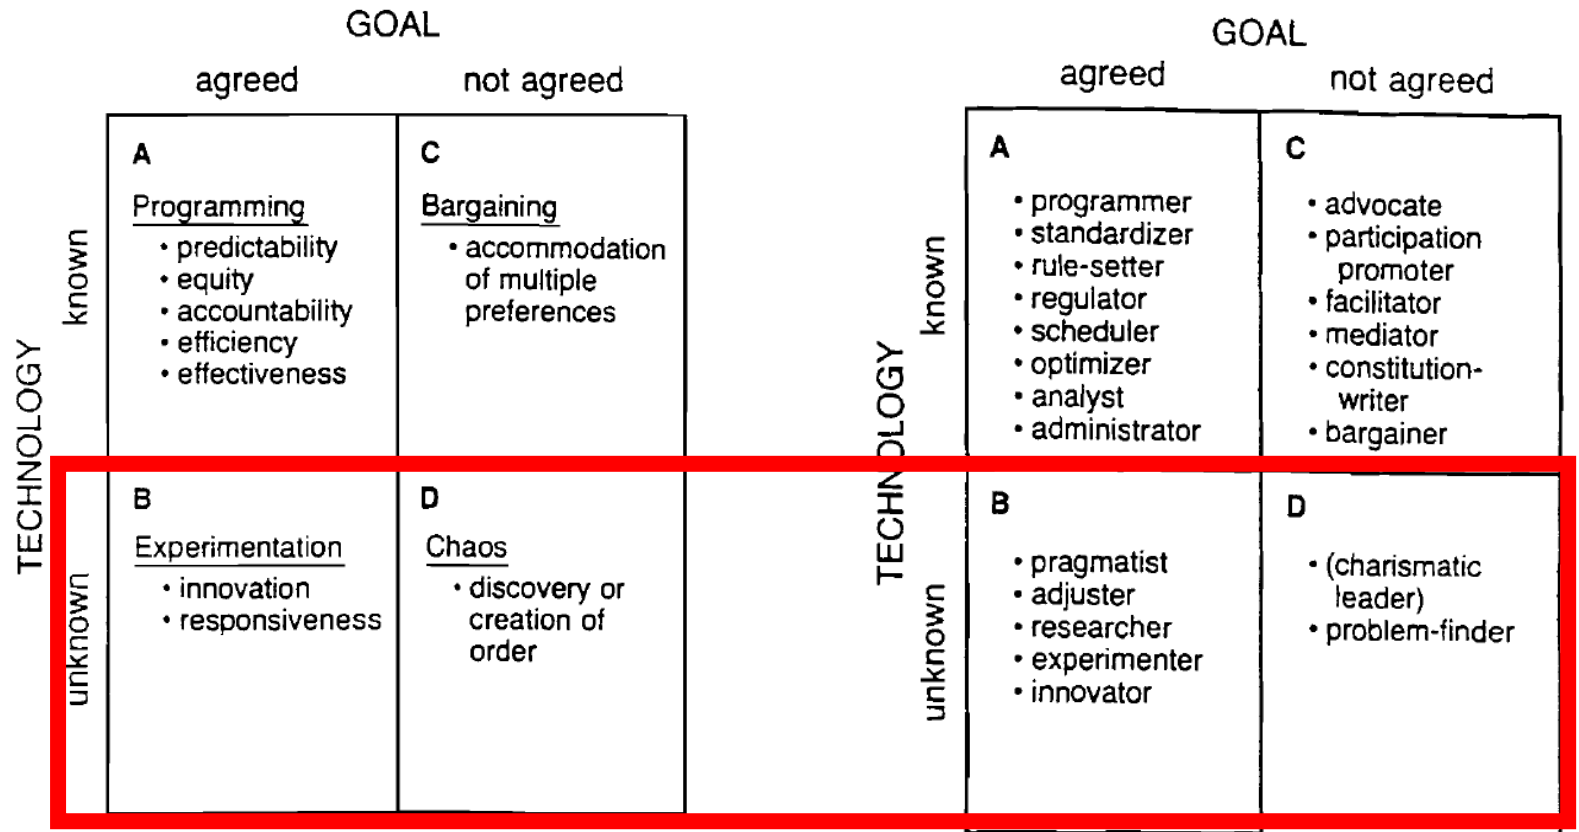 GOAL
agreed
not agreed
TECHNOLOGY
known
unknown
A
Programming
• predictability
• equity
• accountability
• efficiency
• effectiveness
C
Bargaining
• accommodation
of multiple
preferences
B
Experimentation
• innovation
• responsiveness
D
Chaos
• discovery or
creation of
order
GOAL
agreed
not agreed
TECHNOLOGY
known
unknown
A
• programmer
• standardizer
• rule-setter
• regulator
• scheduler
• optimizer
• analyst
• administrator
C
• advocate
• participation
promoter
• facilitator
• mediator
• constitution-
writer
• bargainer
B
• pragmatist
• adjuster
• researcher
• experimenter
• innovator
D
• (charismatic
leader)
• problem-finder